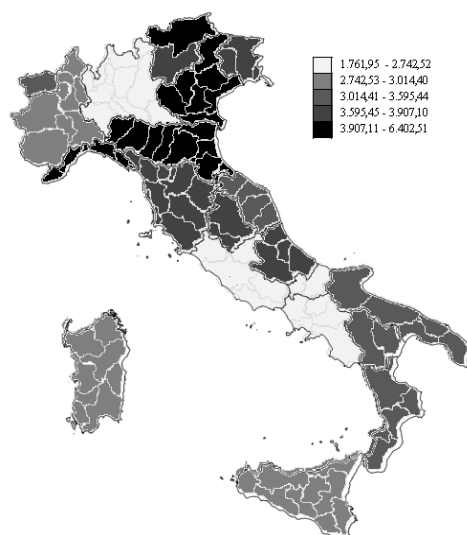 1.761,95 - 2.742,52
2.742,53 - 3.014,40
3.014,41 - 3.595,44
3.595,45 - 3.907,10
3.907,11 - 6.402,51